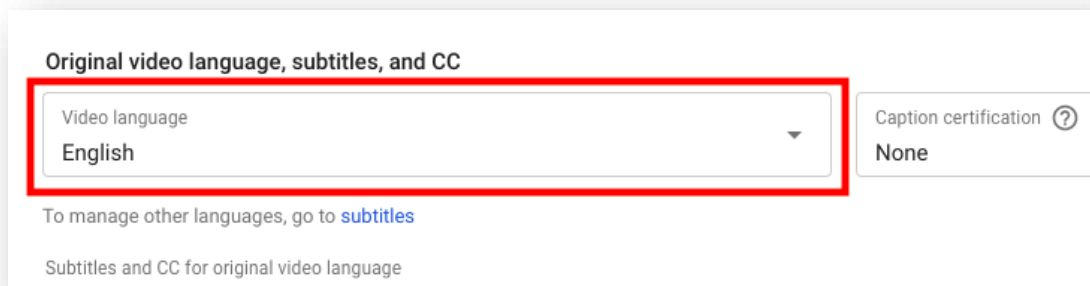 Original video language, subtitles, and CC
Video language
English
Caption certification
None
To manage other languages, go to subtitles
Subtitles and CC for original video language